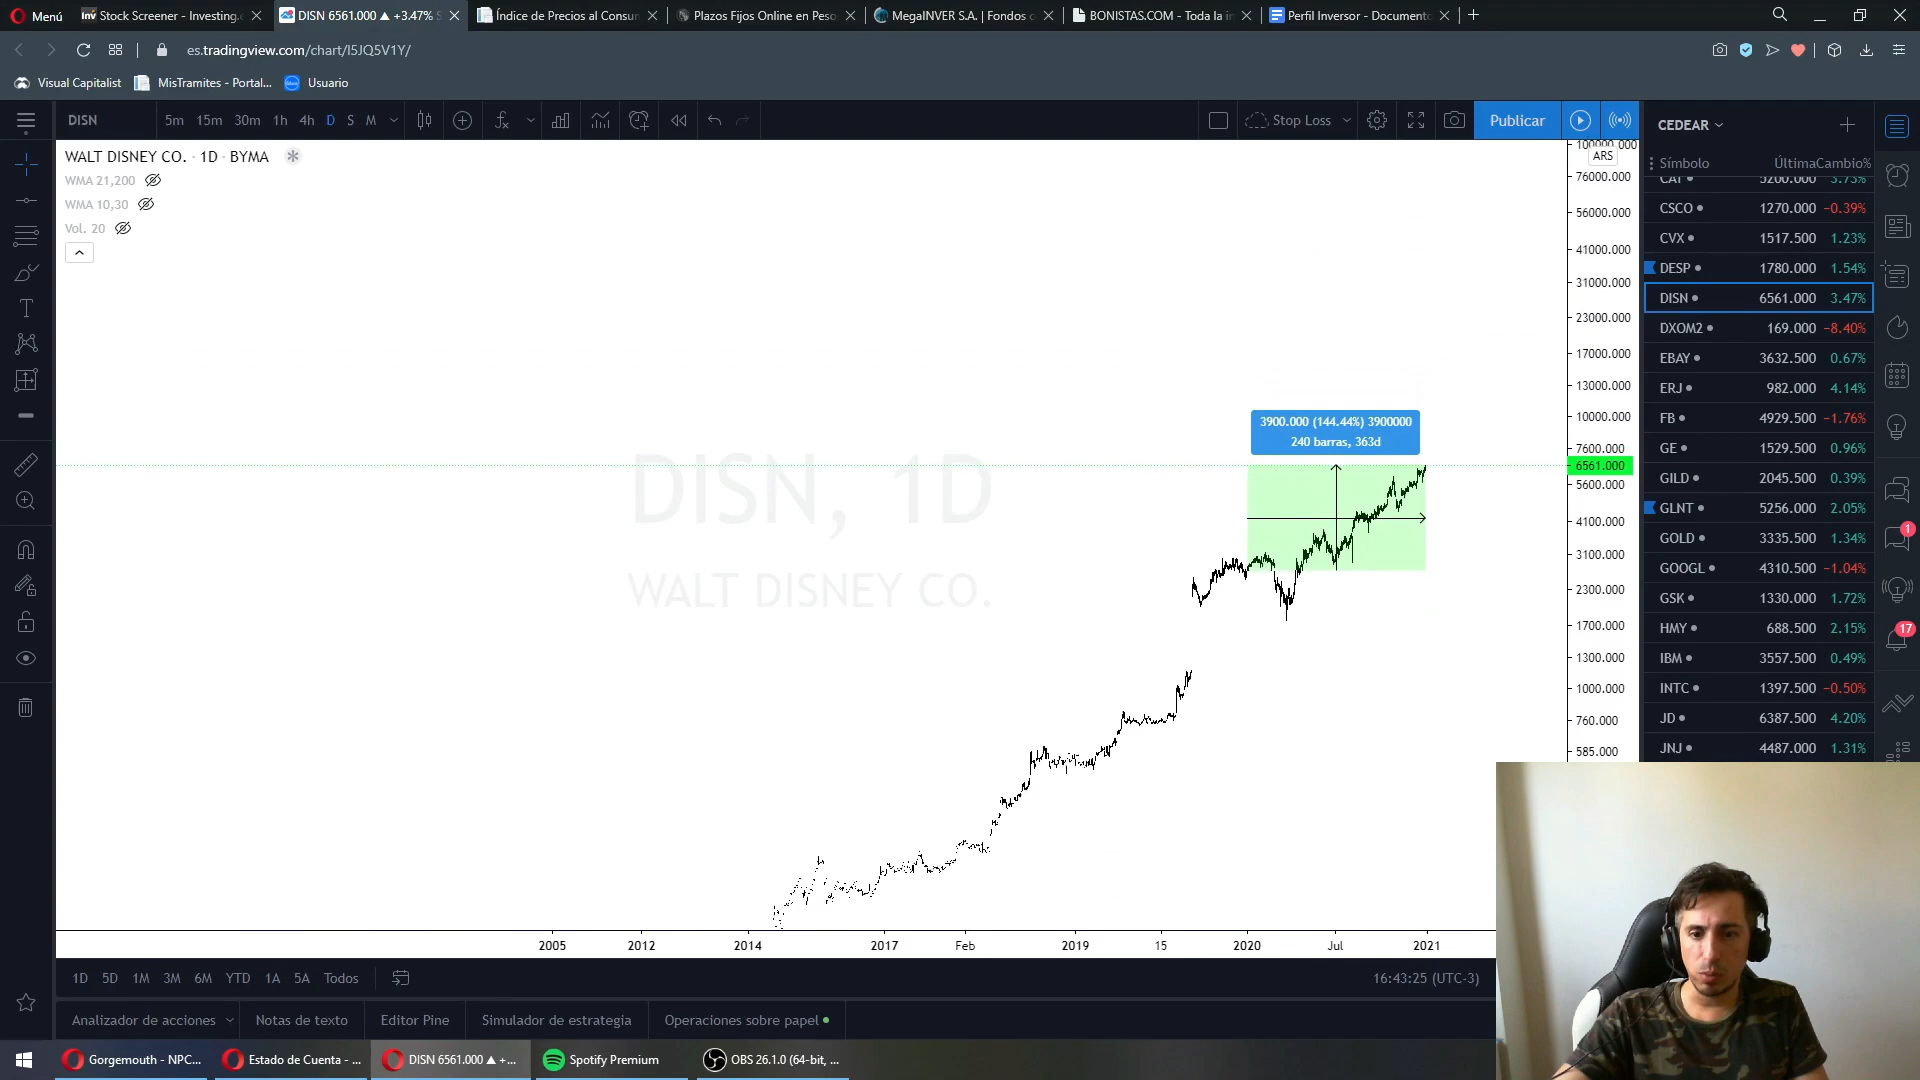 Menú
Stock Screener - Investing.c
DISN 6561.000 ▲ +3.47% S
Índice de Precios al Consum
Plazos Fijos Online en Peso
MegaINVER S.A. | Fondos c
BONISTAS.COM - Toda la in
Perfil Inversor - Documento
es.tradingview.com/chart/I5JQ5V1Y/
Visual Capitalist
MisTramites - Portal...
Usuario
DISN
5m 15m 30m 1h 4h D S M
Stop Loss
Publicar
CEDEAR
WALT DISNEY CO. · 1D · BYMA
WMA 21,200
WMA 10,30
Vol. 20
ARS
100000.000
76000.000
56000.000
41000.000
31000.000
23000.000
17000.000
13000.000
10000.000
7600.000
6561.000
5600.000
4100.000
3100.000
2300.000
1700.000
1300.000
1000.000
760.000
585.000
3900.000 (144.44%) 3900000
240 barras, 363d
DISN, 1D
WALT DISNEY CO.
2005 2012 2014 2017 Feb 2019 15 2020 Jul 2021
Símbolo Última Cambio%
CAT 5200.000 3.73%
CSCO 1270.000 −0.39%
CVX 1517.500 1.23%
DESP 1780.000 1.54%
DISN 6561.000 3.47%
DXOM2 169.000 −8.40%
EBAY 3632.500 0.67%
ERJ 982.000 4.14%
FB 4929.500 −1.76%
GE 1529.500 0.96%
GILD 2045.500 0.39%
GLNT 5256.000 2.05%
GOLD 3335.500 1.34%
GOOGL 4310.500 −1.04%
GSK 1330.000 1.72%
HMY 688.500 2.15%
IBM 3557.500 0.49%
INTC 1397.500 −0.50%
JD 6387.500 4.20%
JNJ 4487.000 1.31%
1
17
1D 5D 1M 3M 6M YTD 1A 5A Todos
16:43:25 (UTC-3)
Analizador de acciones
Notas de texto
Editor Pine
Simulador de estrategia
Operaciones sobre papel
Gorgemouth - NPC...
Estado de Cuenta - ...
DISN 6561.000 ▲ +...
Spotify Premium
OBS 26.1.0 (64-bit, ...